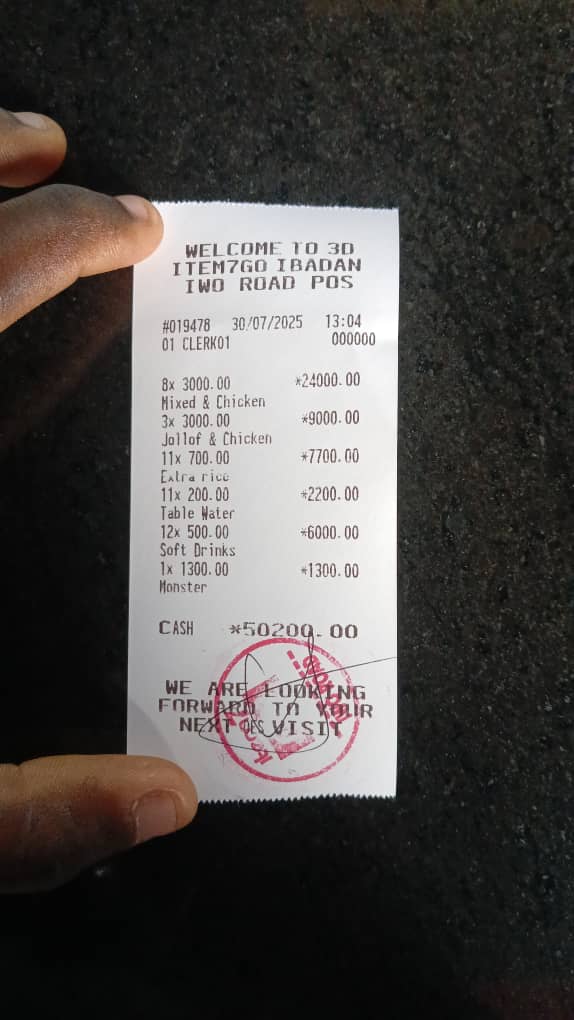 WELCOME TO 3D
ITEM7GO IBADAN
IWO ROAD POS
#019478 30/07/2025 13:04
01 CLERK01 000000
8x 3000.00 *24000.00
Mixed & Chicken
3x 3000.00 *9000.00
Jollof & Chicken
11x 700.00 *7700.00
Extra rice
11x 200.00 *2200.00
Table Water
12x 500.00 *6000.00
Soft Drinks
1x 1300.00 *1300.00
Monster
CASH *50200.00
WE ARE LOOKING
FORWARD TO YOUR
NEXT VISIT